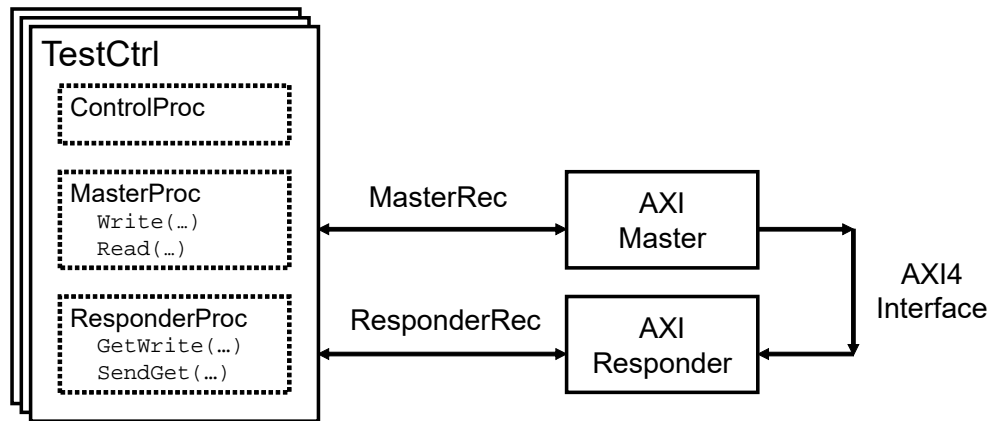 TestCtrl
ControlProc
MasterProc
Write(…)
Read(…)
ResponderProc
GetWrite(…)
SendGet(…)
MasterRec
ResponderRec
AXI
Master
AXI
Responder
AXI4
Interface